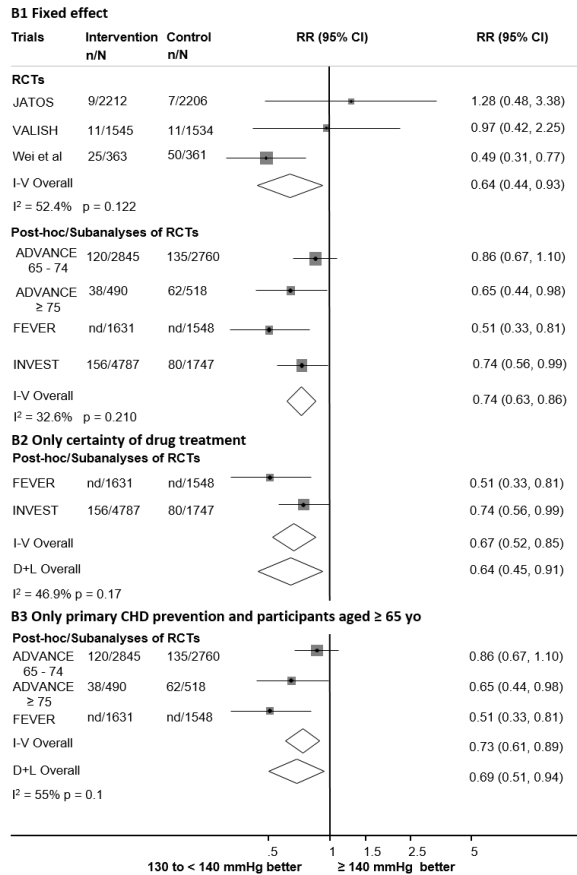 B1 Fixed effect
Trials Intervention Control RR (95% CI) RR (95% CI)
n/N n/N
RCTs
JATOS 9/2212 7/2206 1.28 (0.48, 3.38)
VALISH 11/1545 11/1534 0.97 (0.42, 2.25)
Wei et al 25/363 50/361 0.49 (0.31, 0.77)
I-V Overall 0.64 (0.44, 0.93)
I² = 52.4% p = 0.122
Post-hoc/Subanalyses of RCTs
ADVANCE 120/2845 135/2760 0.86 (0.67, 1.10)
65 - 74
ADVANCE 38/490 62/518 0.65 (0.44, 0.98)
≥ 75
FEVER nd/1631 nd/1548 0.51 (0.33, 0.81)
INVEST 156/4787 80/1747 0.74 (0.56, 0.99)
I-V Overall 0.74 (0.63, 0.86)
I² = 32.6% p = 0.210
B2 Only certainty of drug treatment
Post-hoc/Subanalyses of RCTs
FEVER nd/1631 nd/1548 0.51 (0.33, 0.81)
INVEST 156/4787 80/1747 0.74 (0.56, 0.99)
I-V Overall 0.67 (0.52, 0.85)
D+L Overall 0.64 (0.45, 0.91)
I² = 46.9% p = 0.17
B3 Only primary CHD prevention and participants aged ≥ 65 yo
Post-hoc/Subanalyses of RCTs
ADVANCE 120/2845 135/2760 0.86 (0.67, 1.10)
65 - 74
ADVANCE 38/490 62/518 0.65 (0.44, 0.98)
≥ 75
FEVER nd/1631 nd/1548 0.51 (0.33, 0.81)
I-V Overall 0.73 (0.61, 0.89)
D+L Overall 0.69 (0.51, 0.94)
I² = 55% p = 0.1
.5 1 1.5 2.5 5
130 to < 140 mmHg better ≥ 140 mmHg better